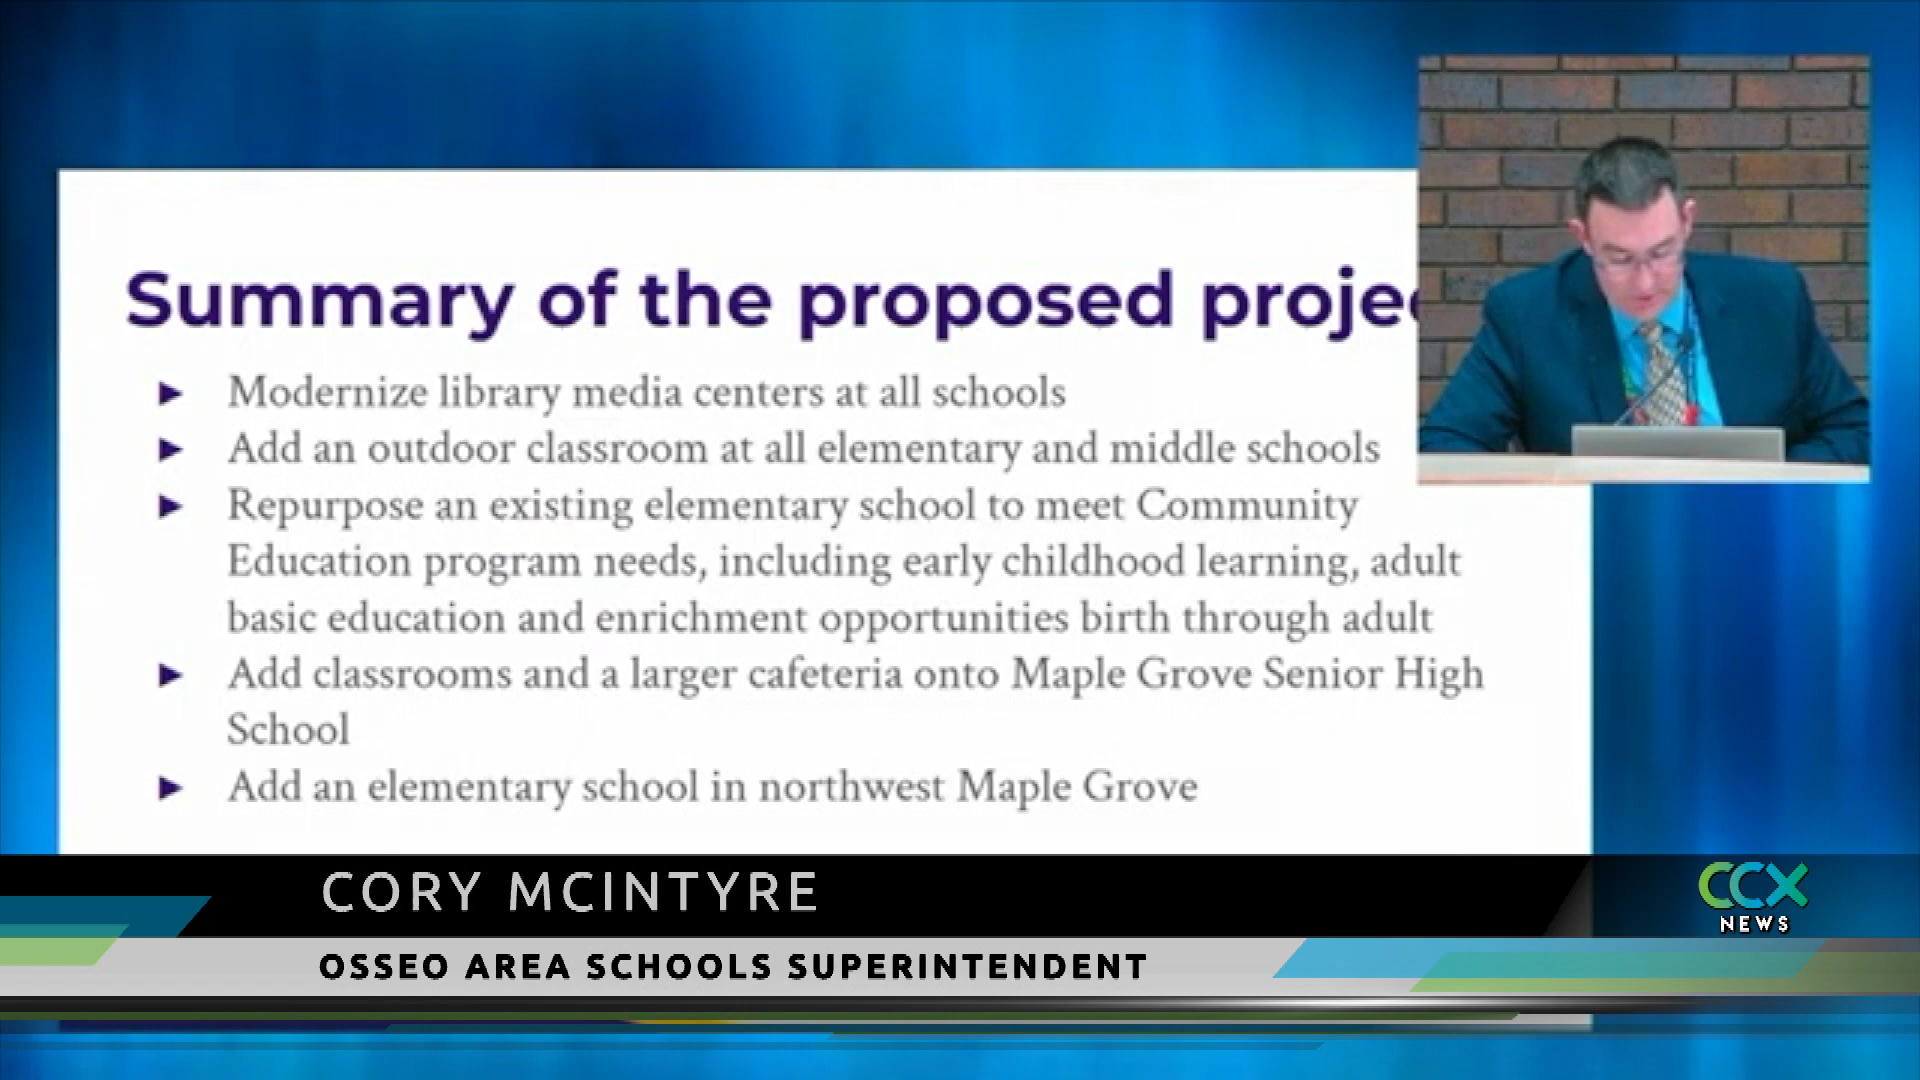 Summary of the proposed
► Modernize library media centers at all schools
► Add an outdoor classroom at all elementary and middle schools
► Repurpose an existing elementary school to meet Community
Education program needs, including early childhood learning, adult
basic education and enrichment opportunities birth through adult
► Add classrooms and a larger cafeteria onto Maple Grove Senior High
School
► Add an elementary school in northwest Maple Grove
CORY MCINTYRE
OSSEO AREA SCHOOLS SUPERINTENDENT
CCX
NEWS